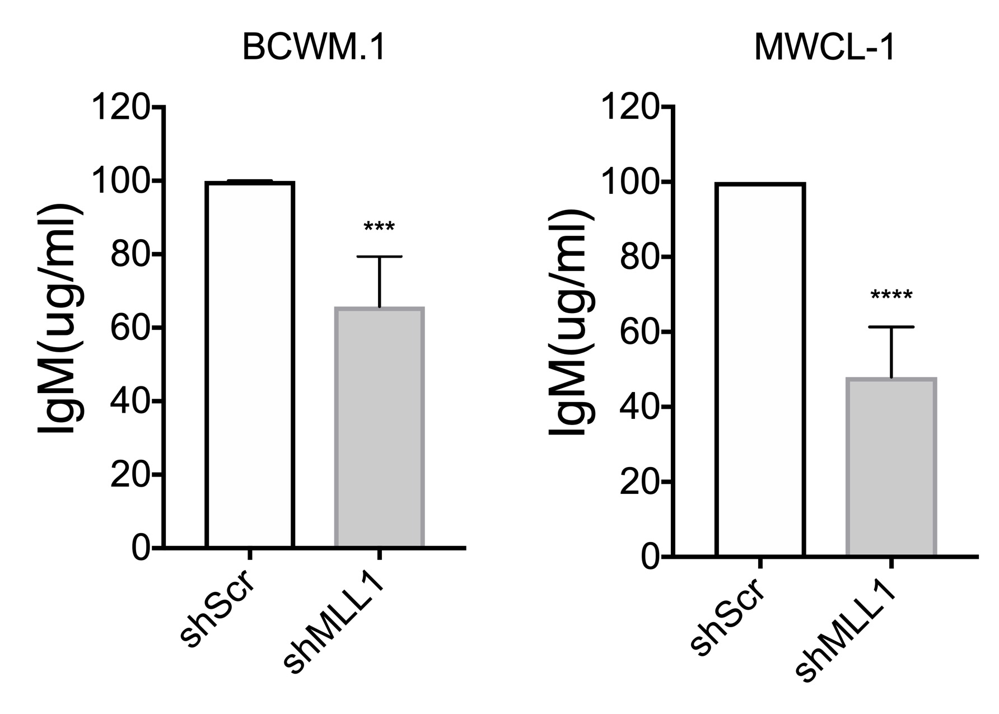 BCWM.1
120
100
80
60
40
20
0
IgM(ug/ml)
***
shScr
shMLL1
MWCL-1
120
100
80
60
40
20
0
IgM(ug/ml)
****
shScr
shMLL1